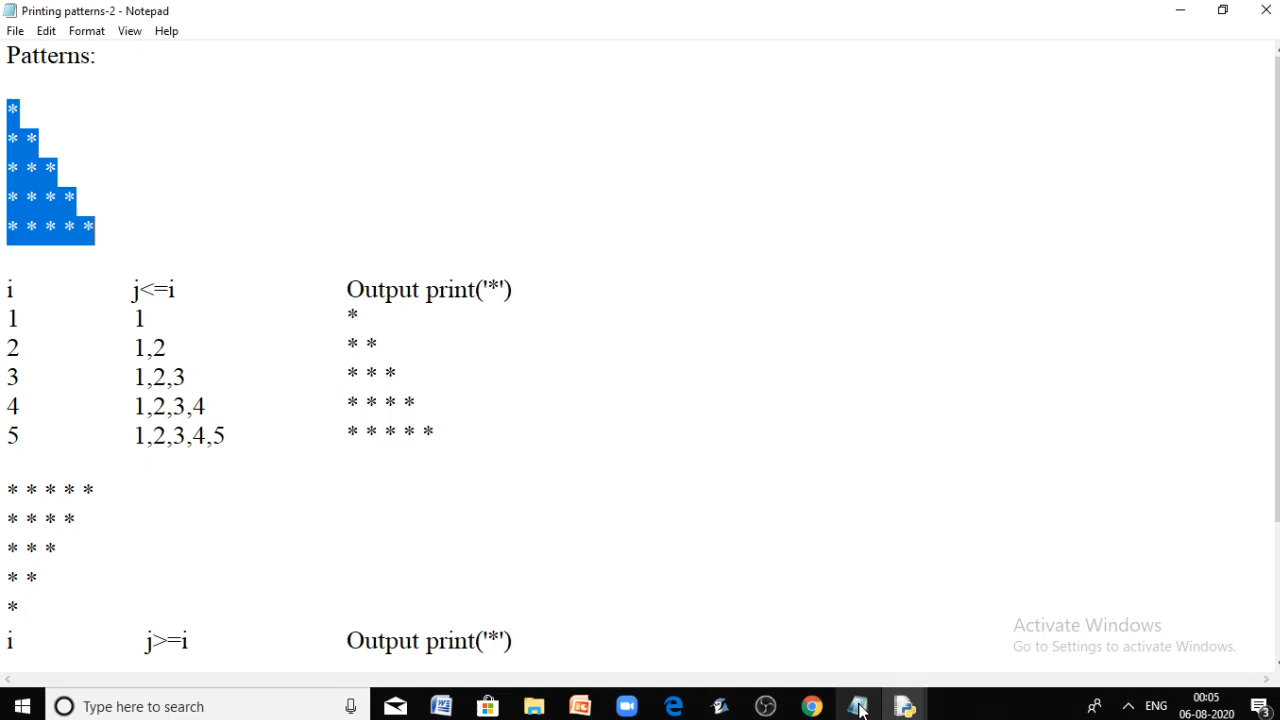 Printing patterns-2 - Notepad
File Edit Format View Help
Patterns:
*
* *
* * *
* * * *
* * * * *
i j<=i Output print('*')
1 1 *
2 1,2 * *
3 1,2,3 * * *
4 1,2,3,4 * * * *
5 1,2,3,4,5 * * * * *
* * * * *
* * * *
* * *
* *
*
i j>=i Output print('*')
Activate Windows
Go to Settings to activate Windows.
Type here to search
ENG
00:05
06-08-2020
3